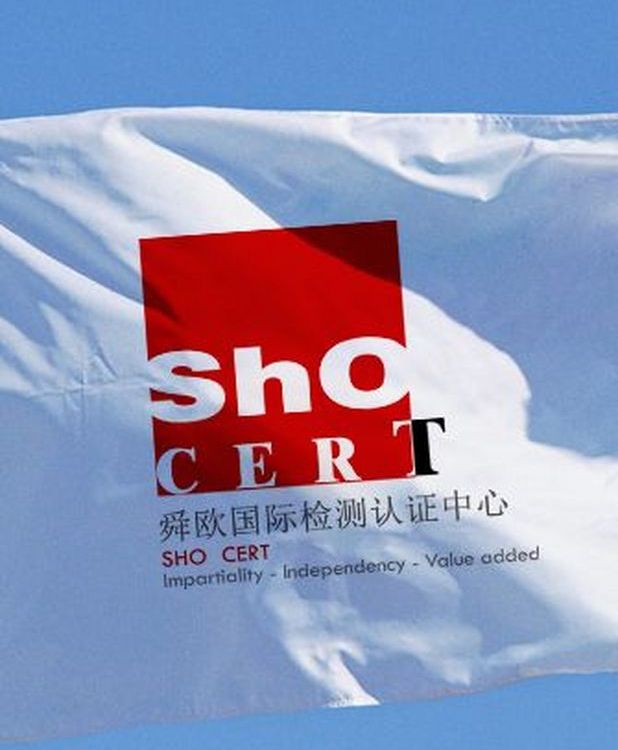 ShO
CERT
舜欧国际检测认证中心
SHO CERT
Impartiality - Independency - Value added